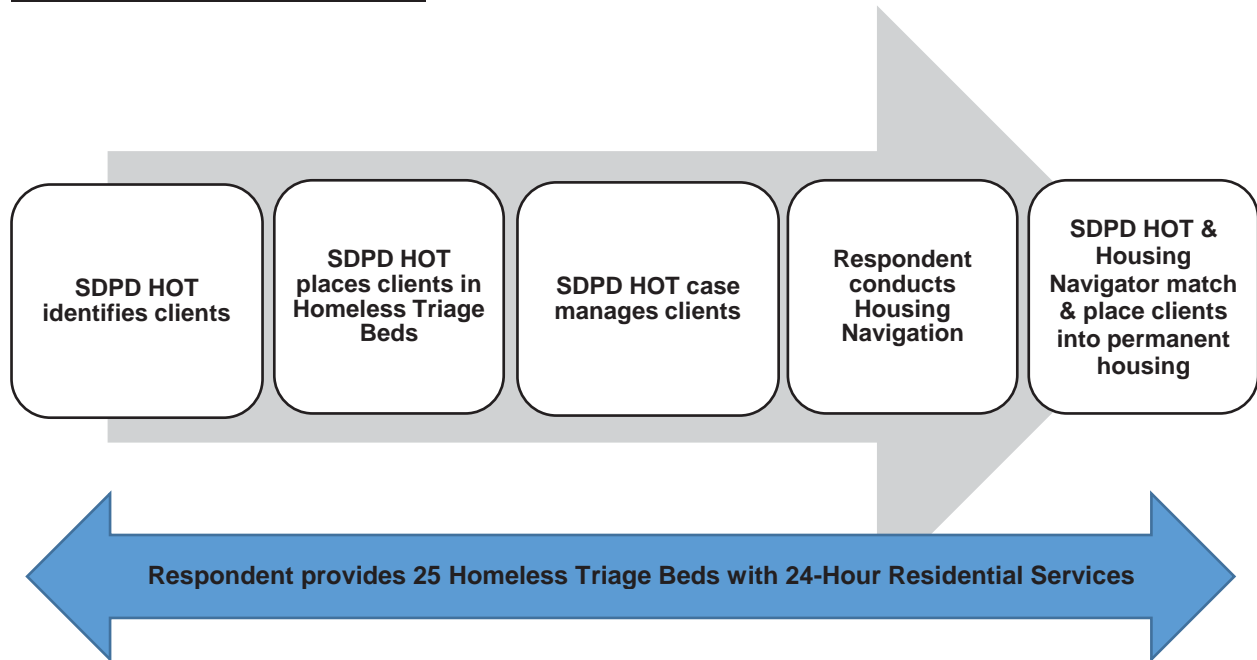 SDPD HOT
identifies clients
SDPD HOT
places clients in
Homeless Triage
Beds
SDPD HOT case
manages clients
Respondent
conducts
Housing
Navigation
SDPD HOT &
Housing
Navigator match
& place clients
into permanent
housing
Respondent provides 25 Homeless Triage Beds with 24-Hour Residential Services